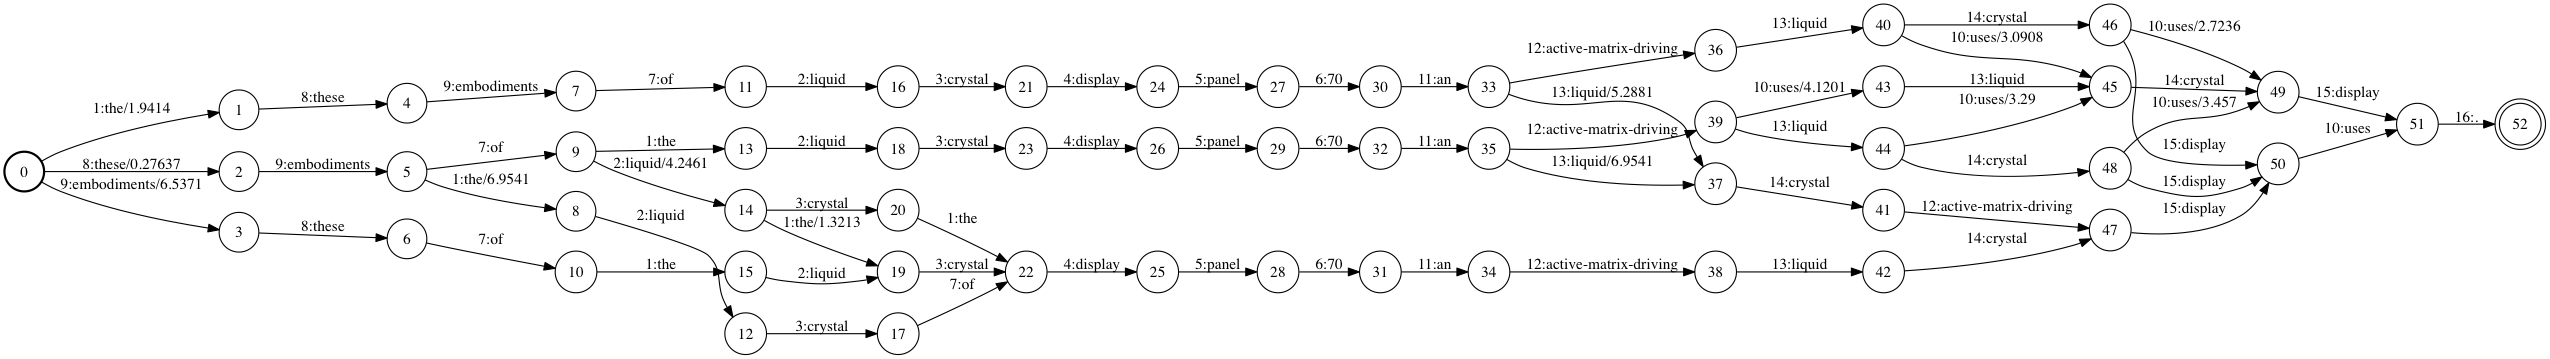 0 1:the/1.9414 1 8:these 4 9:embodiments 7 7:of 11 2:liquid 16 3:crystal 21 4:display 24 5:panel 27 6:70 30 11:an 33 12:active-matrix-driving 36 13:liquid 40 14:crystal 46 10:uses/2.7236
10:uses/3.0908
13:liquid/5.2881
8:these/0.27637 2 9:embodiments 5 7:of 9 1:the 13 2:liquid 18 3:crystal 23 4:display 26 5:panel 29 6:70 32 11:an 35 12:active-matrix-driving 39 10:uses/4.1201 43 13:liquid 45 14:crystal 49 15:display 51 16:. 52
10:uses/3.29
13:liquid 44 14:crystal 48 10:uses/3.457
15:display 50 10:uses
15:display
13:liquid/6.9541 37 14:crystal 41 12:active-matrix-driving 47 15:display
1:the/6.9541 8 2:liquid 12 3:crystal 17 7:of
2:liquid/4.2461 14 3:crystal 20 1:the
1:the/1.3213
9:embodiments/6.5371 3 8:these 6 7:of 10 1:the 15 2:liquid 19 3:crystal 22 4:display 25 5:panel 28 6:70 31 11:an 34 12:active-matrix-driving 38 13:liquid 42 14:crystal